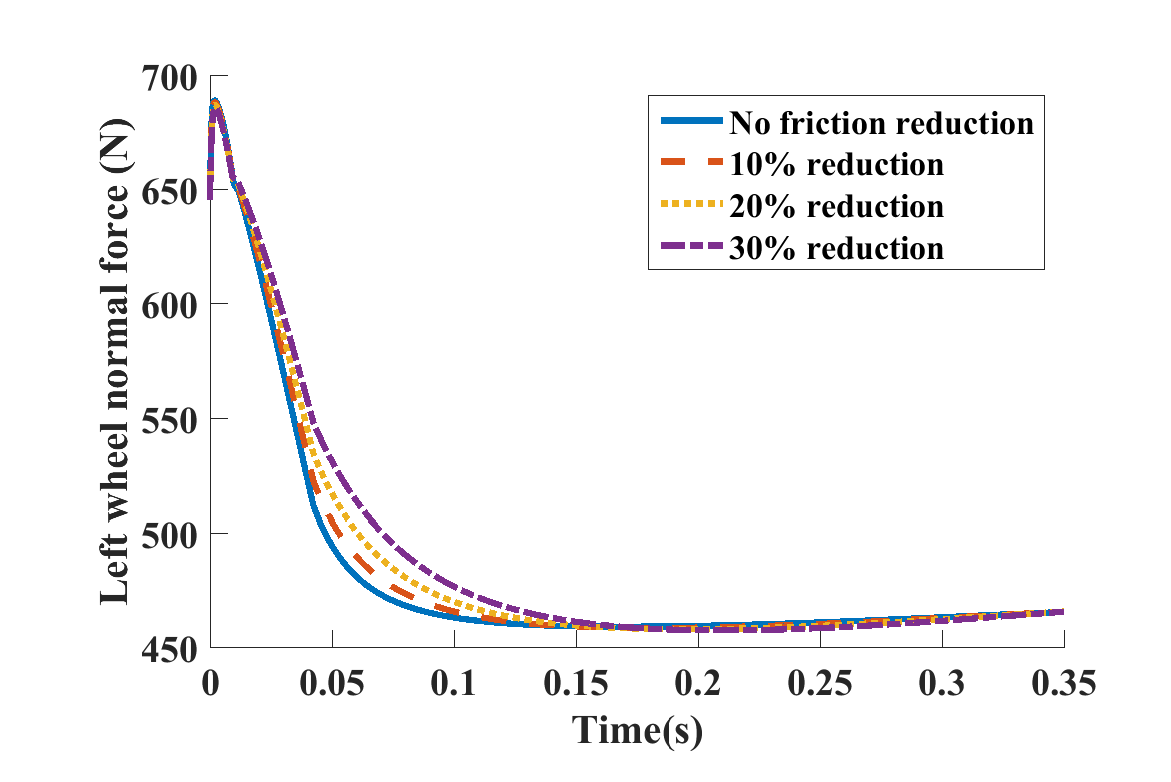 700
650
600
550
500
450
Left wheel normal force (N)
No friction reduction
10% reduction
20% reduction
30% reduction
0
0.05
0.1
0.15
0.2
0.25
0.3
0.35
Time(s)